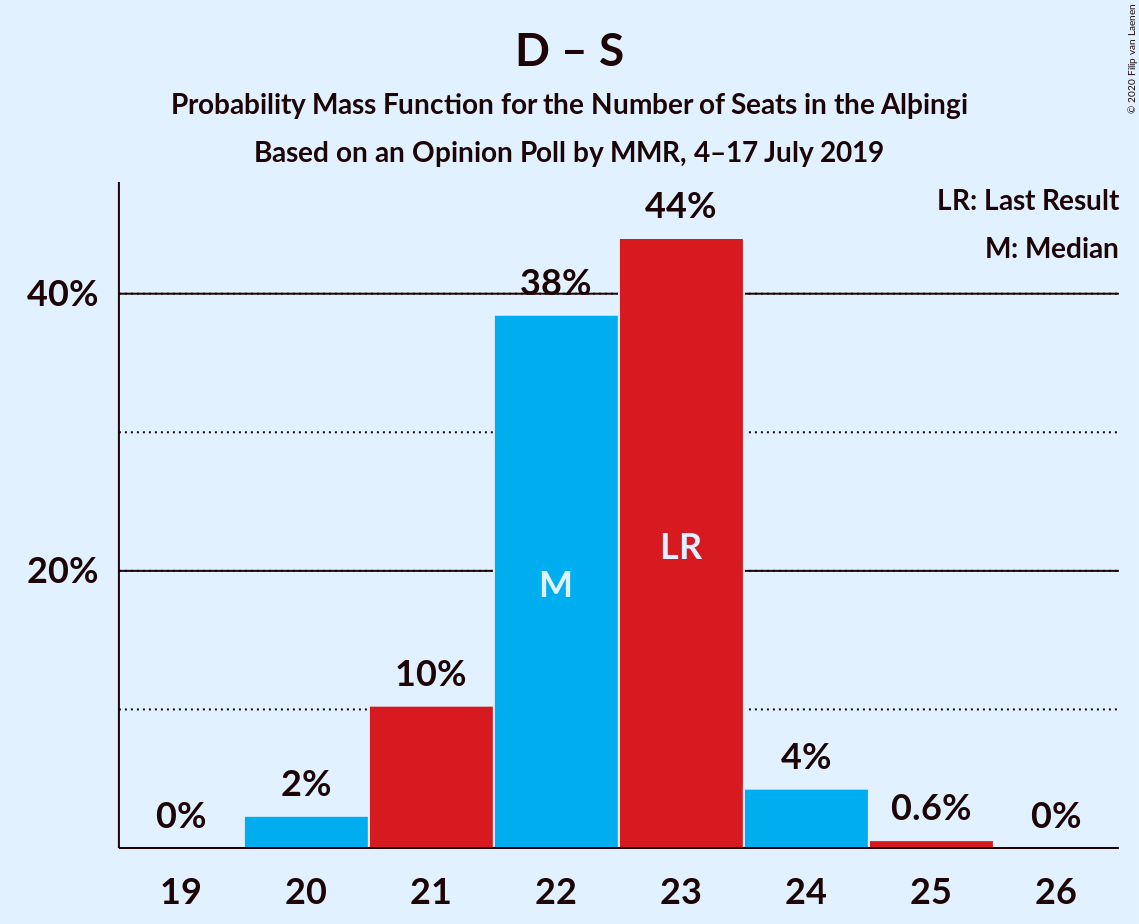 D – S
Probability Mass Function for the Number of Seats in the Alþingi
Based on an Opinion Poll by MMR, 4–17 July 2019
© 2020 Filip van Laenen
LR: Last Result
M: Median
44%
38%
40%
LR
M
20%
10%
4%
2%
0.6%
0%
0%
19 20 21 22 23 24 25 26